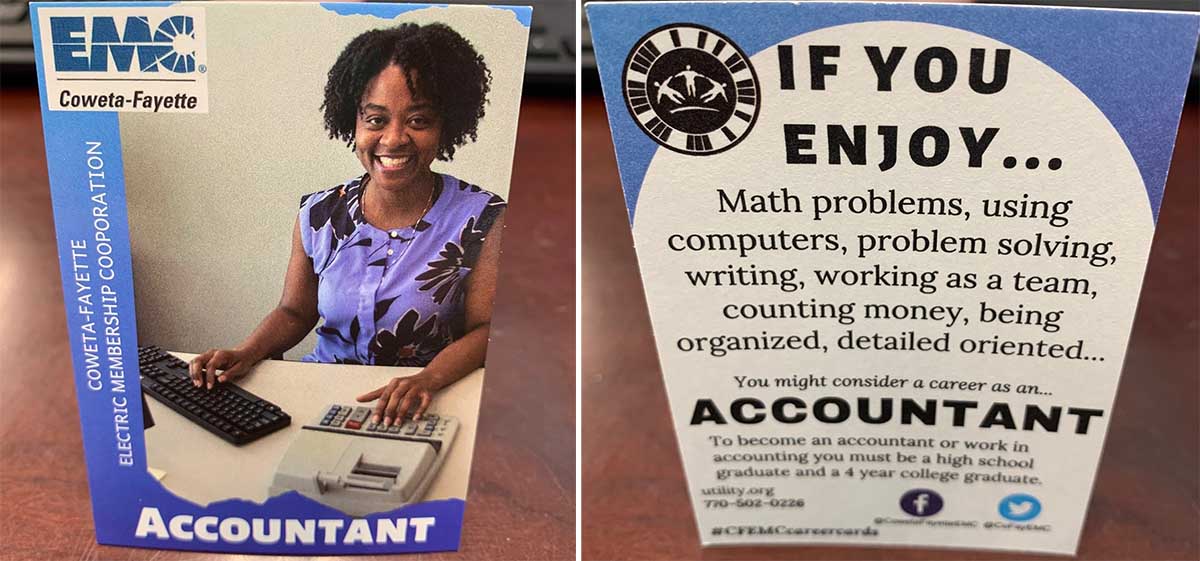 EMC®
Coweta-Fayette
COWETA-FAYETTE
ELECTRIC MEMBERSHIP COOPORATION
ACCOUNTANT
IF YOU
ENJOY...
Math problems, using
computers, problem solving,
writing, working as a team,
counting money, being
organized, detailed oriented...
You might consider a career as an...
ACCOUNTANT
To become an accountant or work in
accounting you must be a high school
graduate and a 4 year college graduate.
utility.org
770-502-0226
@CowetaFayetteEMC @CoFayEMC
#CFEMCcareercards